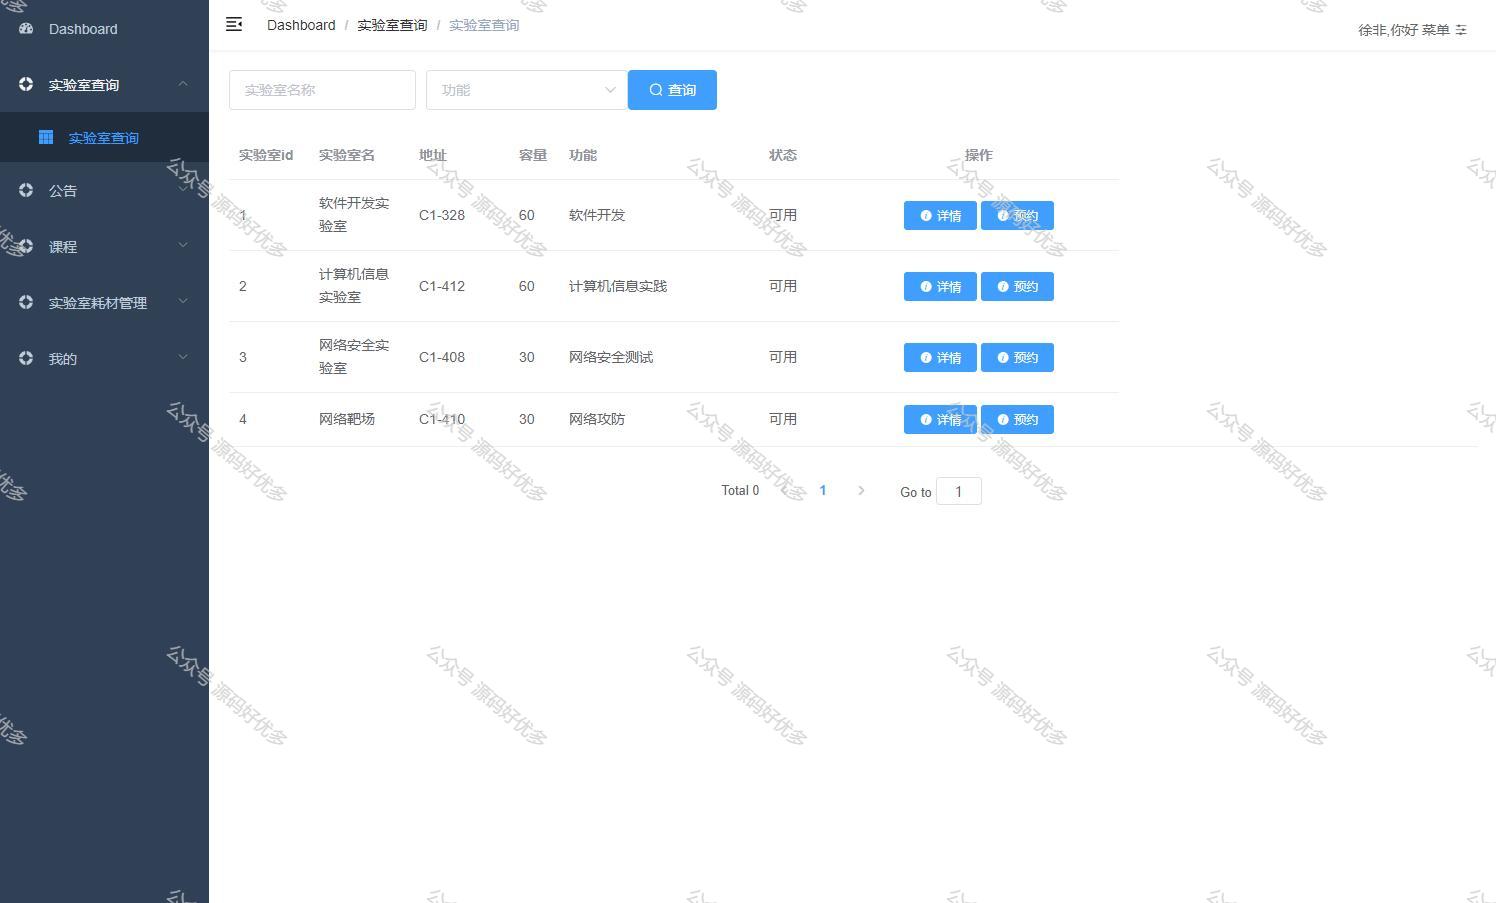 Dashboard
实验室查询
实验室查询
公告
课程
实验室耗材管理
我的
Dashboard / 实验室查询 / 实验室查询
徐非,你好 菜单
实验室名称 功能 查询
实验室id 实验室名 地址 容量 功能 状态 操作
1 软件开发实验室 C1-328 60 软件开发 可用 详情 预约
2 计算机信息实验室 C1-412 60 计算机信息实践 可用 详情 预约
3 网络安全实验室 C1-408 30 网络安全测试 可用 详情 预约
4 网络靶场 C1-410 30 网络攻防 可用 详情 预约
Total 0 1 Go to 1
公众号 源码好优多